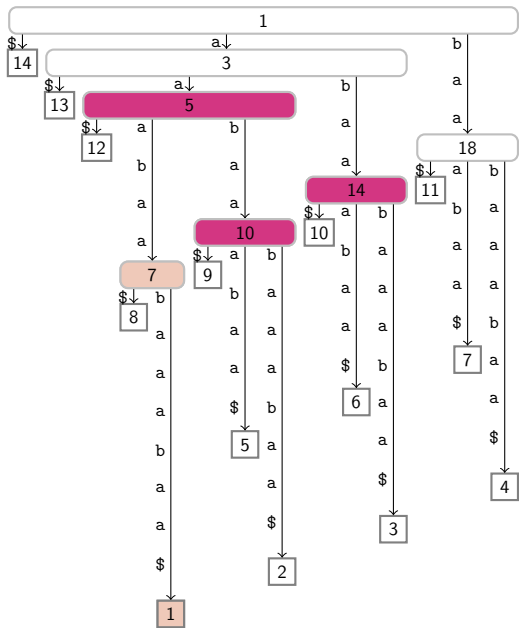 1
$ a b
14 3
$ a b a
13 5
$ a b a a
12 18
b a a $ a b
14 11
a a $ a b b a
10 10
a a $ a b b a a a
7 9
$ b b a a a a a
8
a a a a a $ b
7
a a a $ b a
6
a $ b a
5
b a a $
4
a a $
3
a $
2
$
1